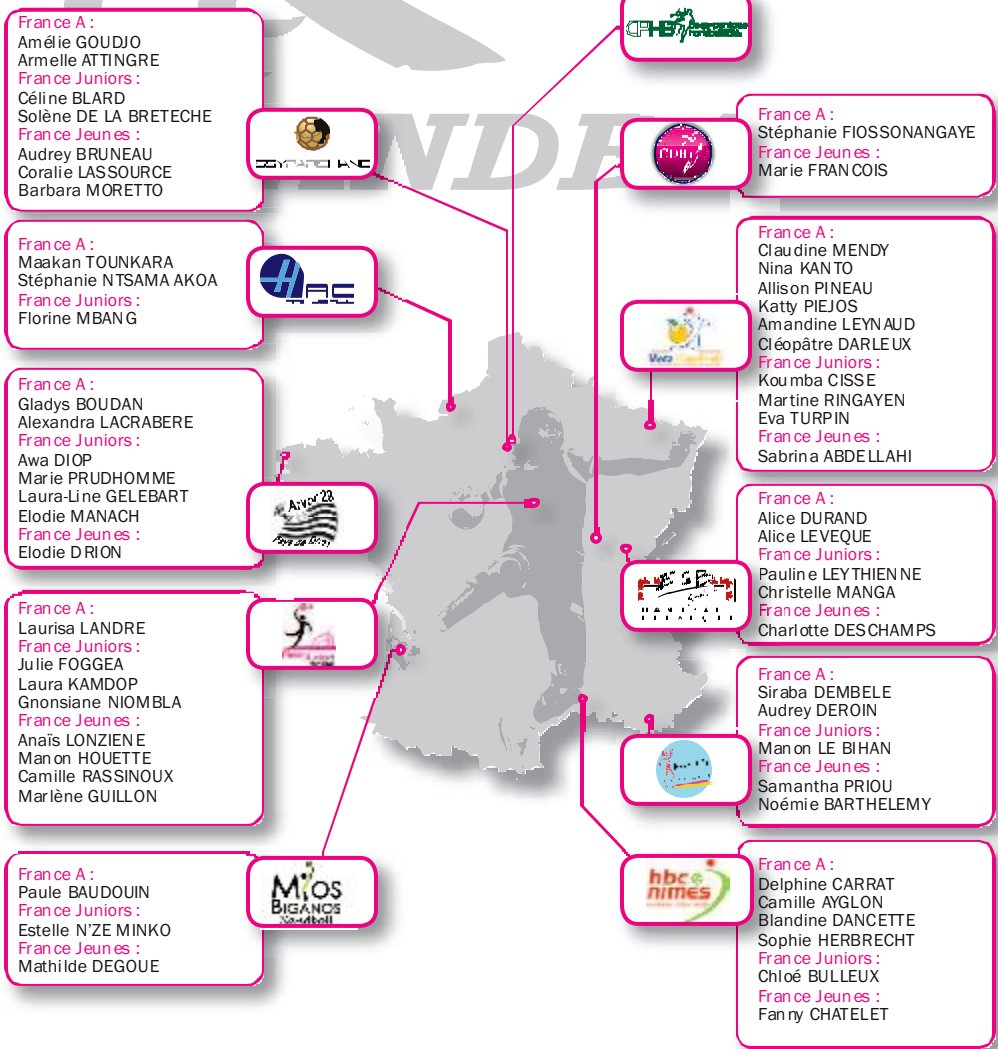 France A :
Amélie GOUDJO
Armelle ATTINGRE
France Juniors :
Céline BLARD
Solène DE LA BRETECHE
France Jeunes :
Audrey BRUNEAU
Coralie LASSOURCE
Barbara MORETTO
France A :
Maakan TOUNKARA
Stéphanie NTSAMA AKOA
France Juniors :
Florine MBANG
HAC
France A :
Gladys BOUDAN
Alexandra LACRABERE
France Juniors :
Awa DIOP
Marie PRUDHOMME
Laura-Line GELEBART
Elodie MANACH
France Jeunes :
Elodie DRION
Arvor 29
France A :
Laurisa LANDRE
France Juniors :
Julie FOGGEA
Laura KAMDOP
Gnonsiane NIOMBLA
France Jeunes :
Anaïs LONZIENE
Manon HOUETTE
Camille RASSINOUX
Marlène GUILLON
France A :
Paule BAUDOUIN
France Juniors :
Estelle N'ZE MINKO
France Jeunes :
Mathilde DEGOUE
MIOS
BIGANOS
Handball
CPHB
France A :
Stéphanie FIOSSONANGAYE
France Jeunes :
Marie FRANCOIS
France A :
Claudine MENDY
Nina KANTO
Allison PINEAU
Katty PIEJOS
Amandine LEYNAUD
Cléopâtre DARLEUX
France Juniors :
Koumba CISSE
Martine RINGAYEN
Eva TURPIN
France Jeunes :
Sabrina ABDELLAHI
France A :
Alice DURAND
Alice LEVEQUE
France Juniors :
Pauline LEYTHIENNE
Christelle MANGA
France Jeunes :
Charlotte DESCHAMPS
France A :
Siraba DEMBELE
Audrey DEROIN
France Juniors :
Manon LE BIHAN
France Jeunes :
Samantha PRIOU
Noémie BARTHELEMY
hbc
nîmes
France A :
Delphine CARRAT
Camille AYGLON
Blandine DANCETTE
Sophie HERBRECHT
France Juniors :
Chloé BULLEUX
France Jeunes :
Fanny CHATELET